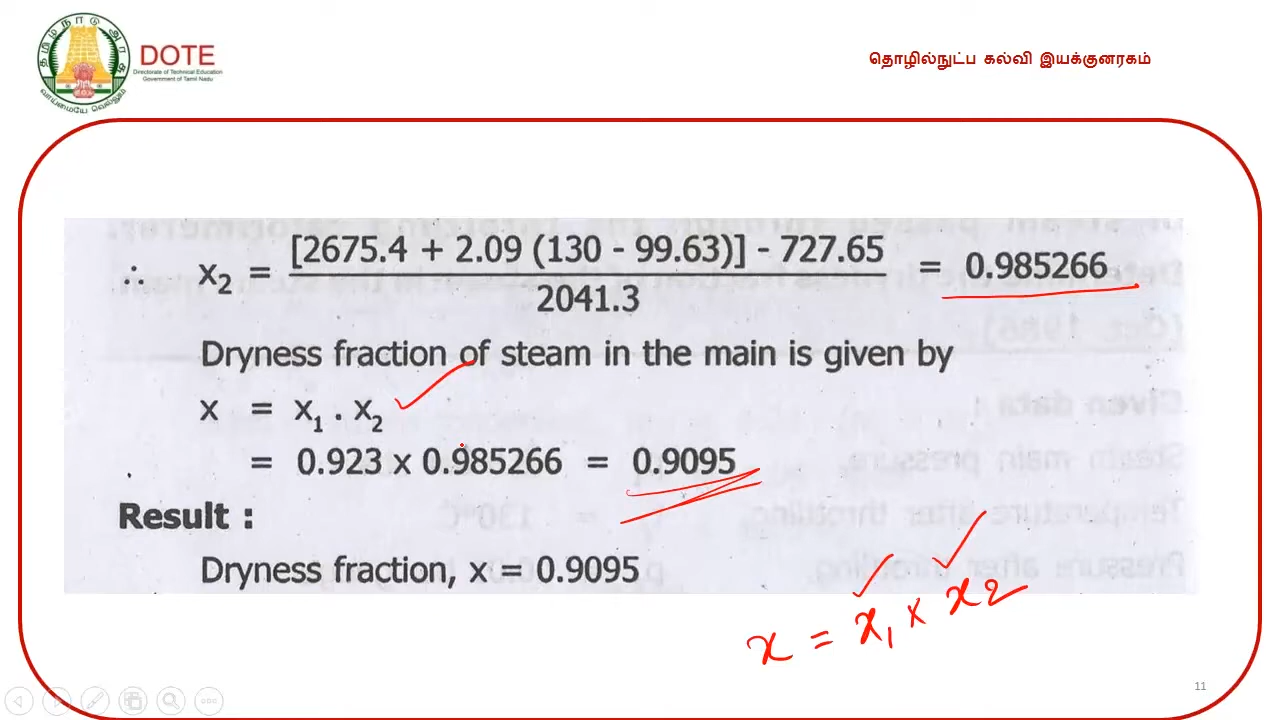 தமிழ்நாடு அரசு
வாய்மையே வெல்லும்
DOTE
Directorate of Technical Education
Government of Tamil Nadu
தொழில்நுட்ப கல்வி இயக்குனரகம்
∴ x₂ = [2675.4 + 2.09 (130 - 99.63)] - 727.65 / 2041.3 = 0.985266
Dryness fraction of steam in the main is given by
x = x₁ . x₂
= 0.923 x 0.985266 = 0.9095
Result :
Dryness fraction, x = 0.9095
x = x₁ × x₂
11